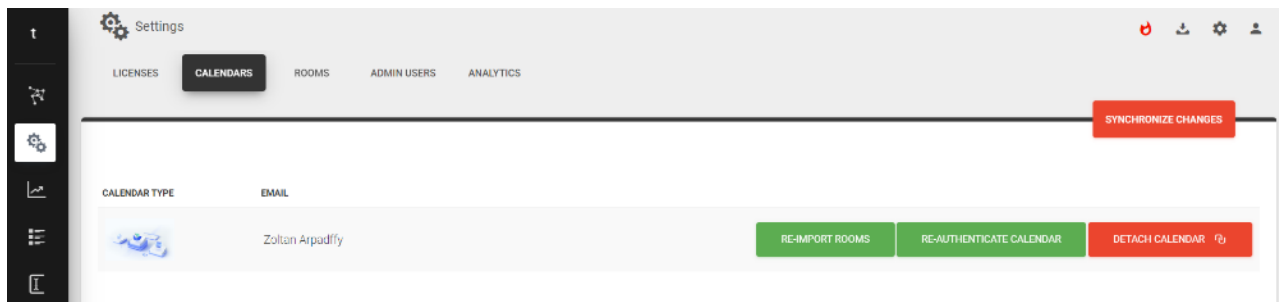 t
Settings
LICENSES CALENDARS ROOMS ADMIN USERS ANALYTICS
SYNCHRONIZE CHANGES
CALENDAR TYPE EMAIL
Zoltan Arpadffy RE-IMPORT ROOMS RE-AUTHENTICATE CALENDAR DETACH CALENDAR